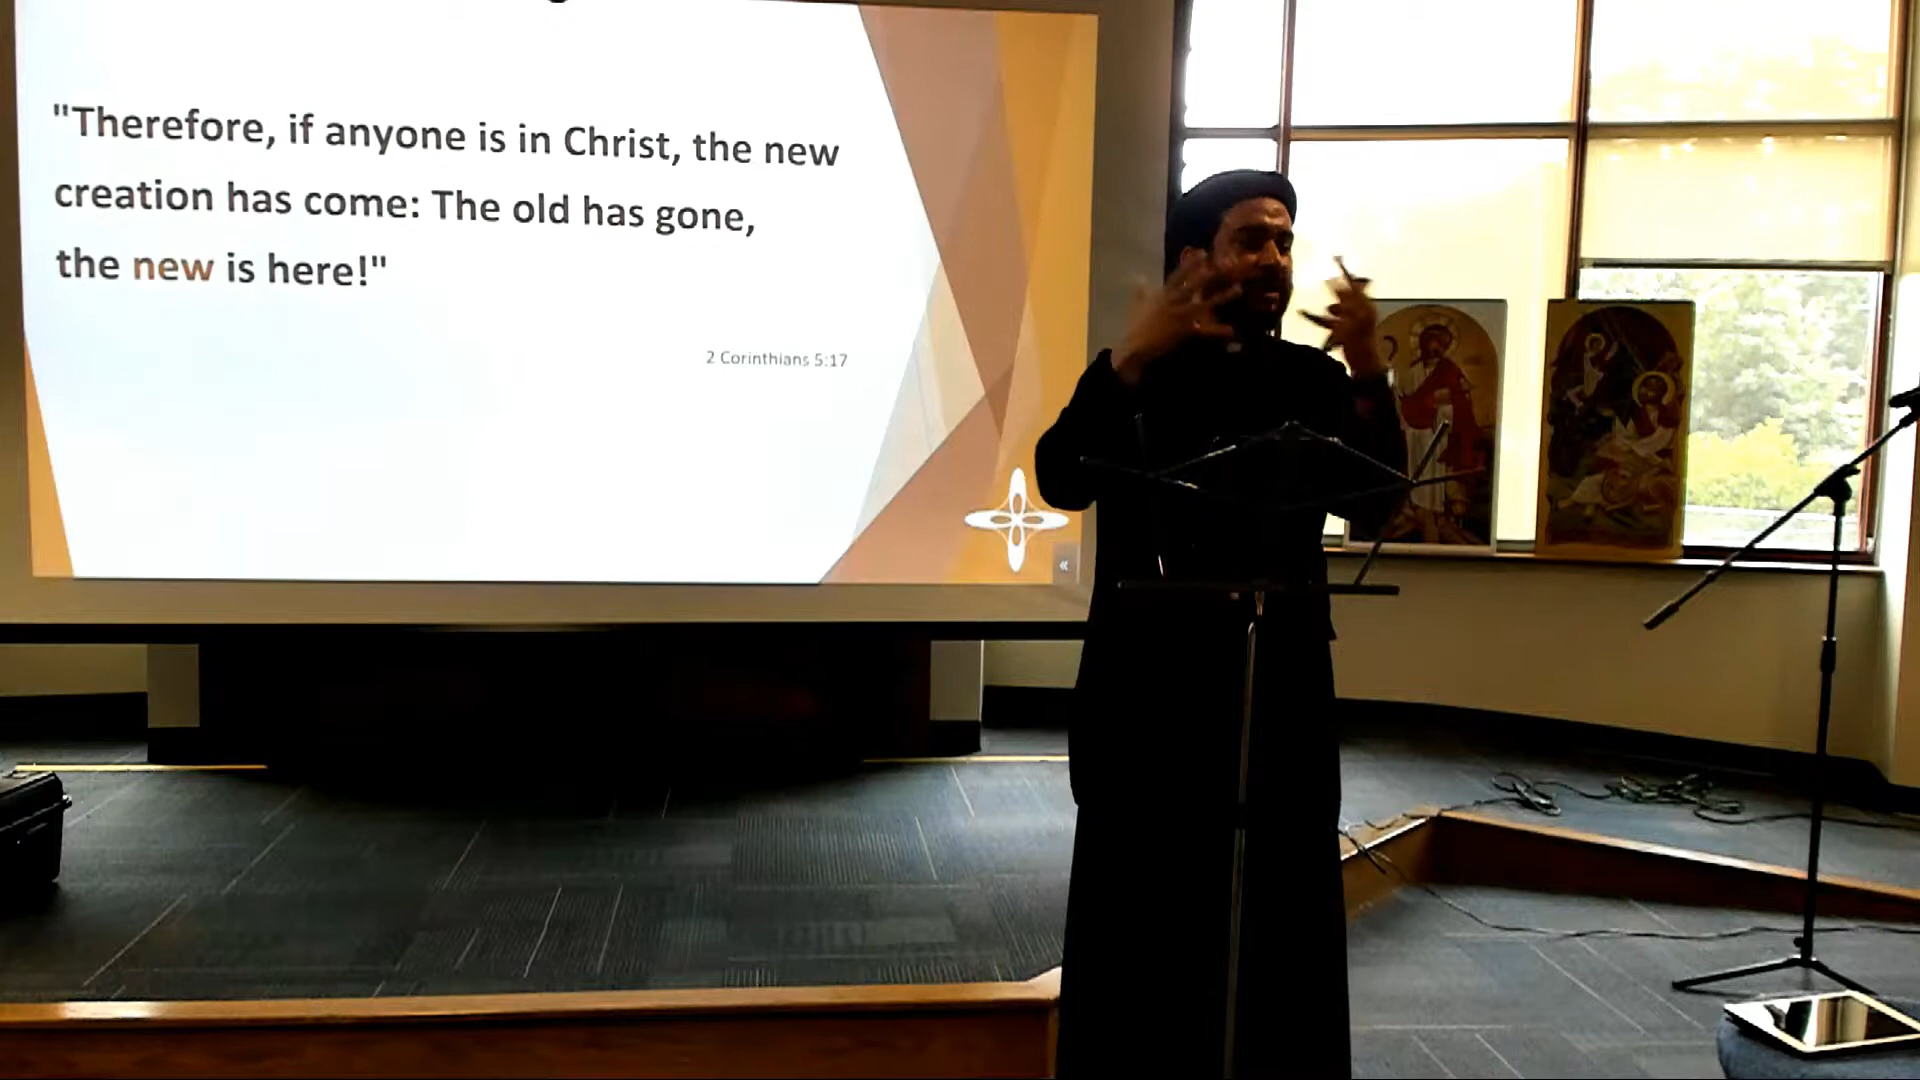 "Therefore, if anyone is in Christ, the new
creation has come: The old has gone,
the new is here!"
2 Corinthians 5:17